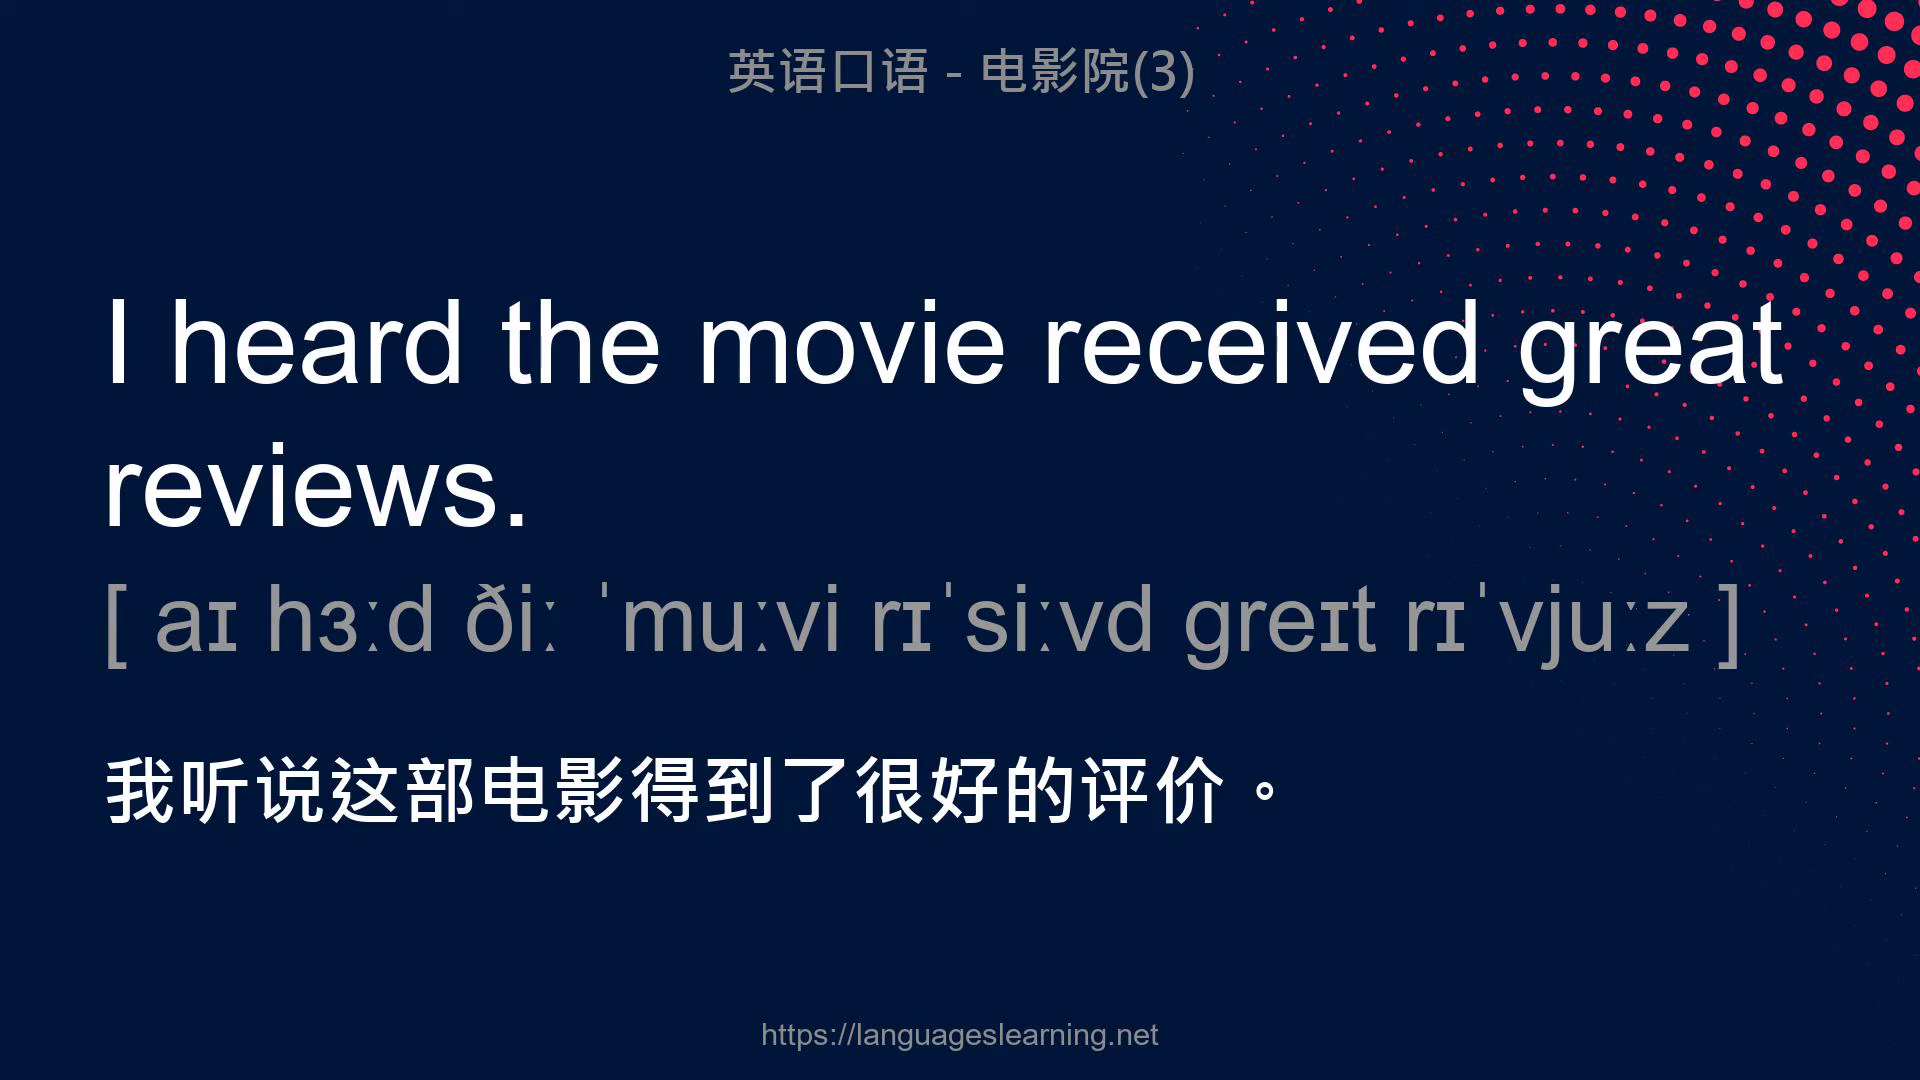 英语口语 - 电影院(3)
I heard the movie received great
reviews.
[ aɪ hɜːd ðiː ˈmuːvi rɪˈsiːvd greɪt rɪˈvjuːz ]
我听说这部电影得到了很好的评价。
https://languageslearning.net